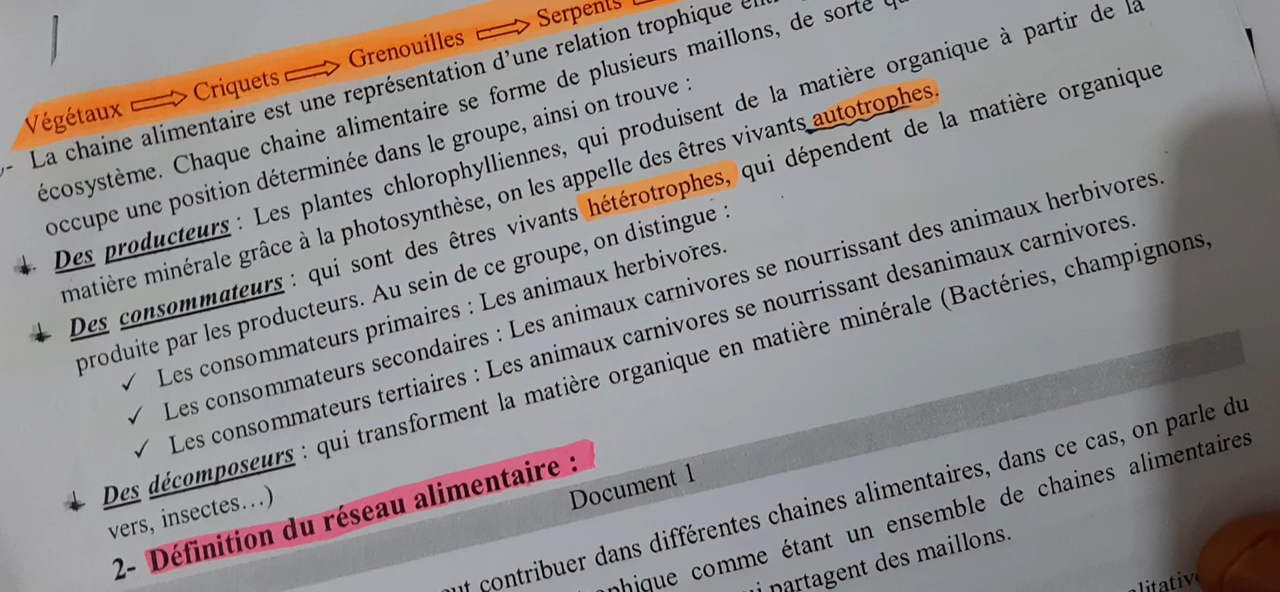 Végétaux ⇒ Criquets ⇒ Grenouilles ⇒ Serpents
La chaine alimentaire est une représentation d'une relation trophique
écosystème. Chaque chaine alimentaire se forme de plusieurs maillons, de sorte
occupe une position déterminée dans le groupe, ainsi on trouve :
Des producteurs : Les plantes chlorophylliennes, qui produisent de la matière organique à partir de la
matière minérale grâce à la photosynthèse, on les appelle des êtres vivants autotrophes.
Des consommateurs : qui sont des êtres vivants hétérotrophes, qui dépendent de la matière organique
produite par les producteurs. Au sein de ce groupe, on distingue :
✓ Les consommateurs primaires : Les animaux herbivores.
✓ Les consommateurs secondaires : Les animaux carnivores se nourrissant des animaux herbivores.
✓ Les consommateurs tertiaires : Les animaux carnivores se nourrissant desanimaux carnivores.
Des décomposeurs : qui transforment la matière organique en matière minérale (Bactéries, champignons,
vers, insectes…)
2- Définition du réseau alimentaire :
Document 1
contribuer dans différentes chaines alimentaires, dans ce cas, on parle du
comme étant un ensemble de chaines alimentaires
partagent des maillons.